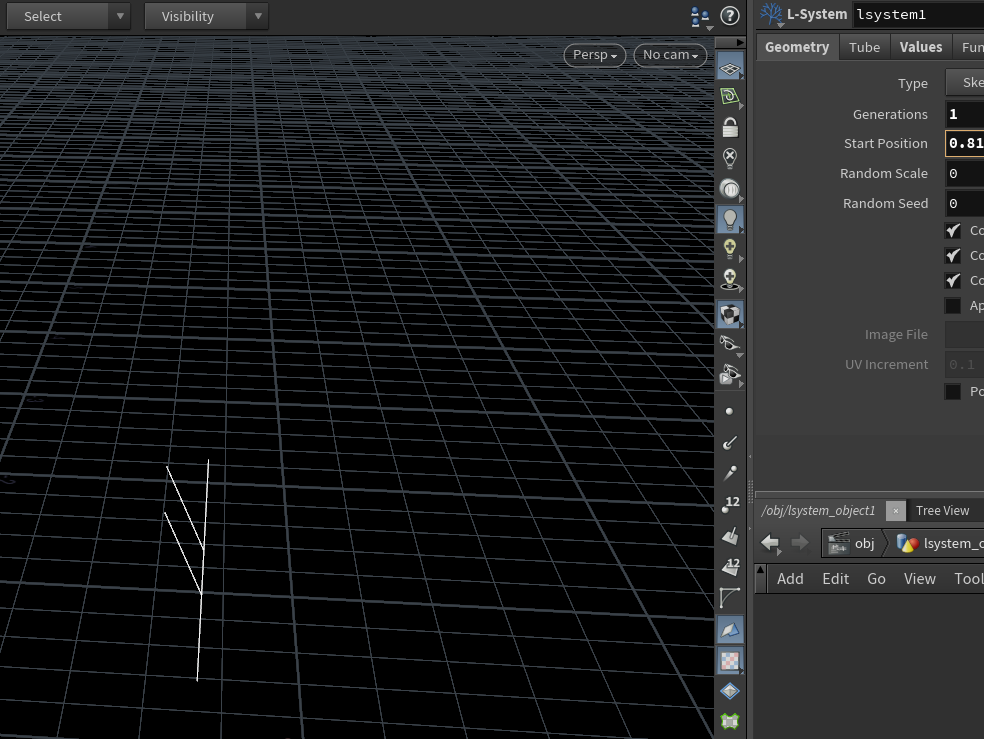 Select
Visibility
L-System lsystem1
Persp
No cam
Geometry Tube Values Fun
Type Ske
Generations 1
Start Position 0.81
Random Scale 0
Random Seed 0
Co
Co
Co
Ap
Image File
UV Increment 0.1
Po
12
12
/obj/lsystem_object1 × Tree View
obj lsystem_o
Add Edit Go View Tool